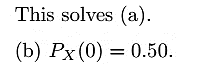 This solves (a).
(b) P_X(0) = 0.50.